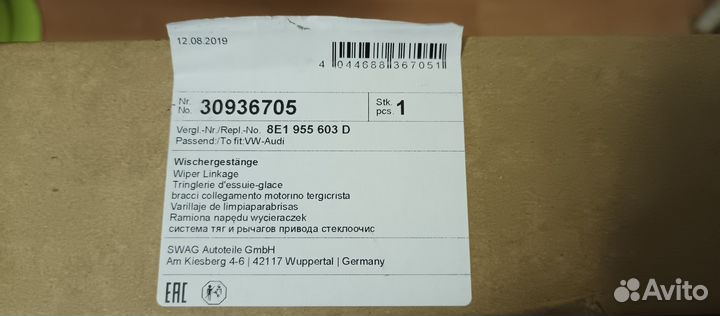 12.08.2019
4 044688 367051
Nr.
No. 30936705
Stk.
pcs. 1
Vergl.-Nr./Repl.-No. 8E1 955 603 D
Passend:/To fit:VW-Audi
Wischergestänge
Wiper Linkage
Tringlerie d'essuie-glace
bracci collegamento motorino tergicrista
Varillaje de limpiaparabrisas
Ramiona napędu wycieraczek
система тяг и рычагов привода стеклоочис
SWAG Autoteile GmbH
Am Kiesberg 4-6 | 42117 Wuppertal | Germany
EAC
Avito